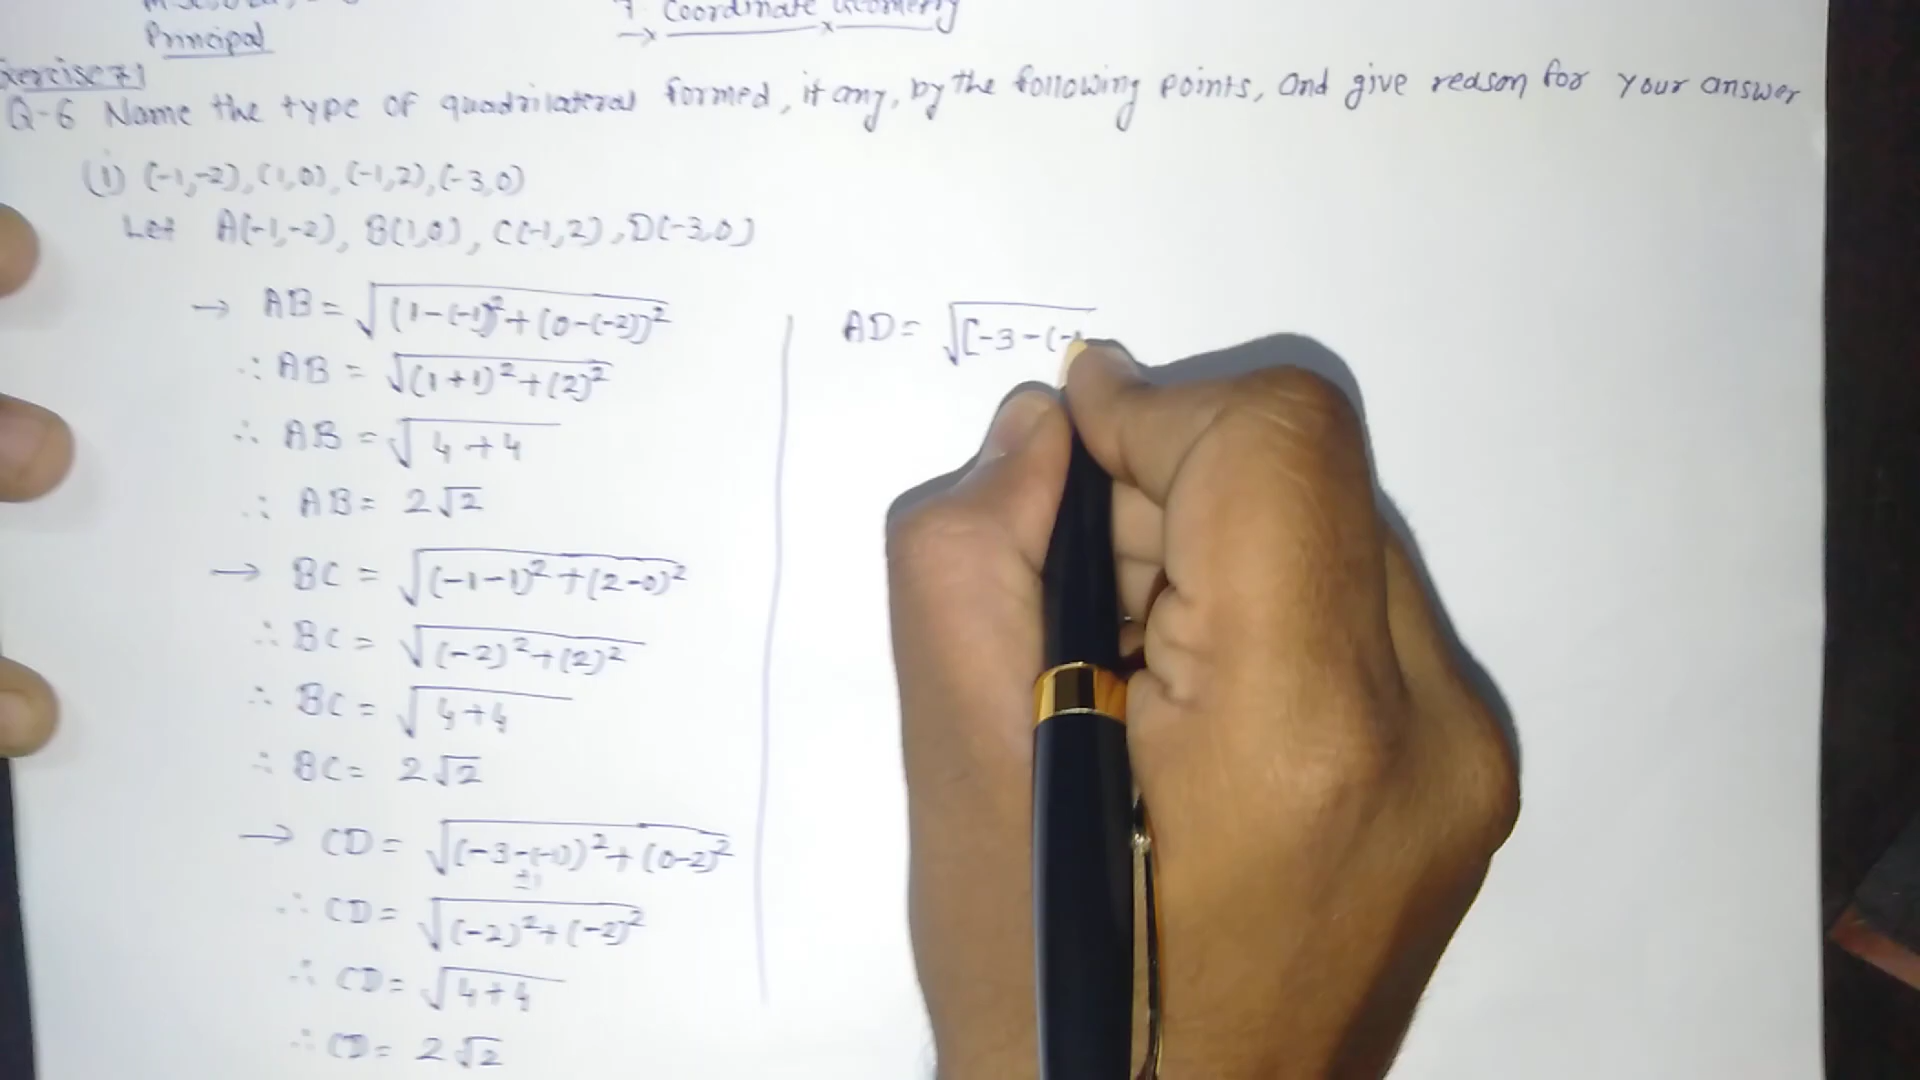 7. Coordinate Geometry
Principal
Exercise 7.1
Q-6 Name the type of quadrilateral formed, if any, by the following points, and give reason for your answer
(i) (-1,-2), (1,0), (-1,2), (-3,0)
Let A(-1,-2), B(1,0), C(-1,2), D(-3,0)
→ AB = √(1-(-1)² + (0-(-2))²
∴ AB = √(1+1)² + (2)²
∴ AB = √4+4
∴ AB = 2√2
→ BC = √(-1-1)² + (2-0)²
∴ BC = √(-2)² + (2)²
∴ BC = √4+4
∴ BC = 2√2
→ CD = √(-3-(-1))² + (0-2)²
+1
∴ CD = √(-2)² + (-2)²
∴ CD = √4+4
∴ CD = 2√2
AD = √[-3-(-1